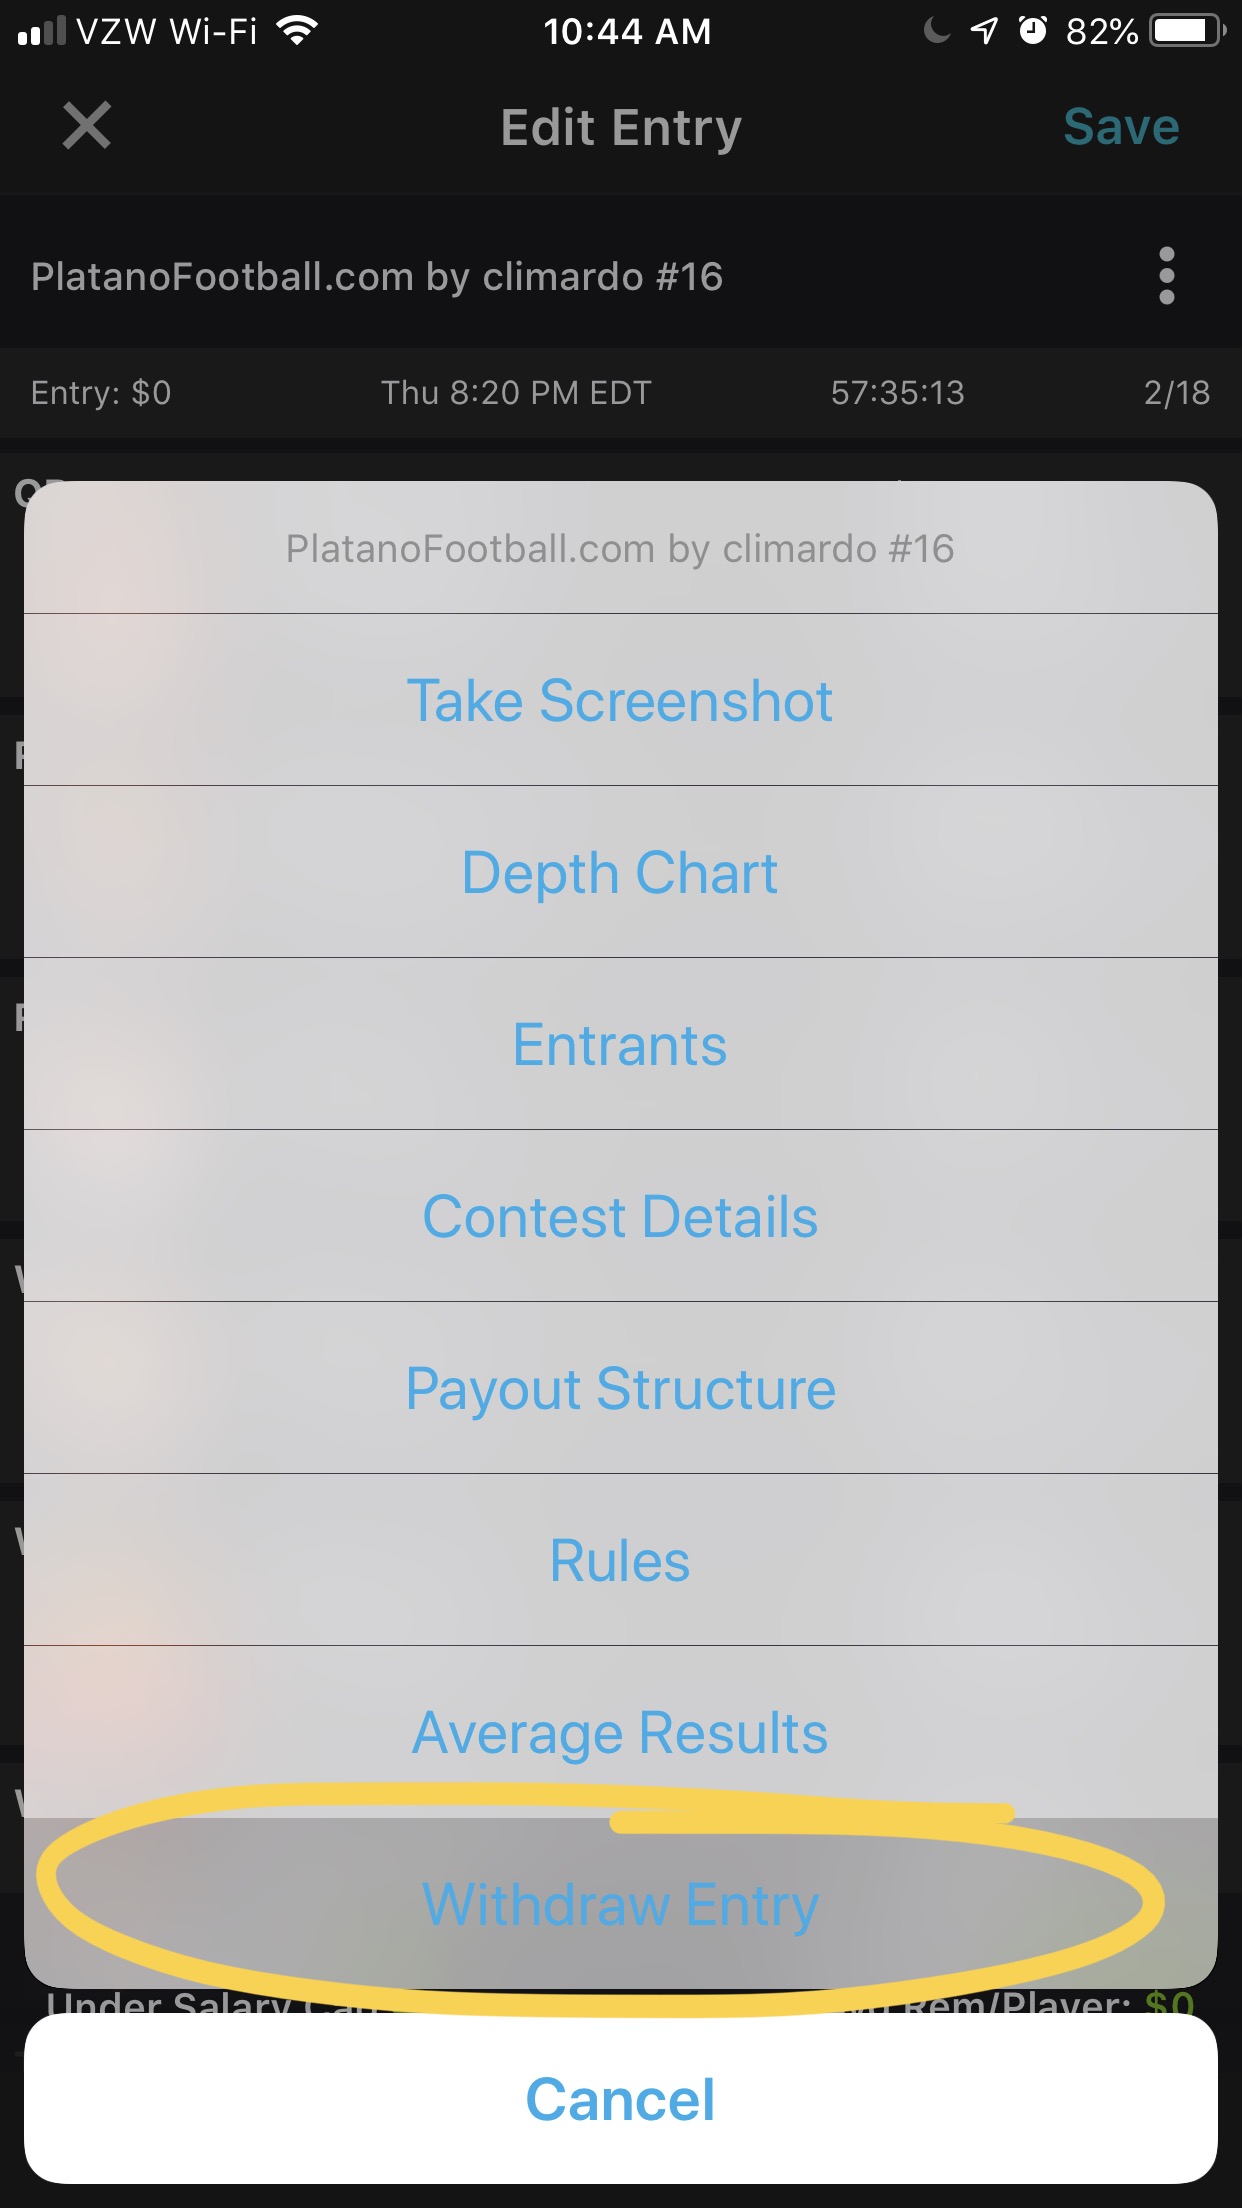 VZW Wi-Fi 10:44 AM 82%
Edit Entry Save
PlatanoFootball.com by climardo #16
Entry: $0 Thu 8:20 PM EDT 57:35:13 2/18
PlatanoFootball.com by climardo #16
Take Screenshot
Depth Chart
Entrants
Contest Details
Payout Structure
Rules
Average Results
Withdraw Entry
Under Salary Rem/Player: $0
Cancel